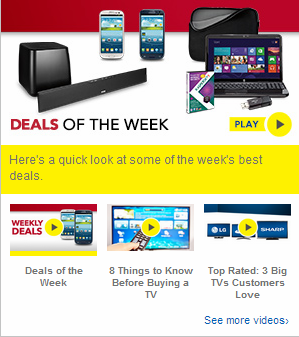 DEALS OF THE WEEK
PLAY
Here's a quick look at some of the week's best
deals.
WEEKLY
DEALS
LG
SHARP
Deals of the
Week
8 Things to Know
Before Buying a
TV
Top Rated: 3 Big
TVs Customers
Love
See more videos›